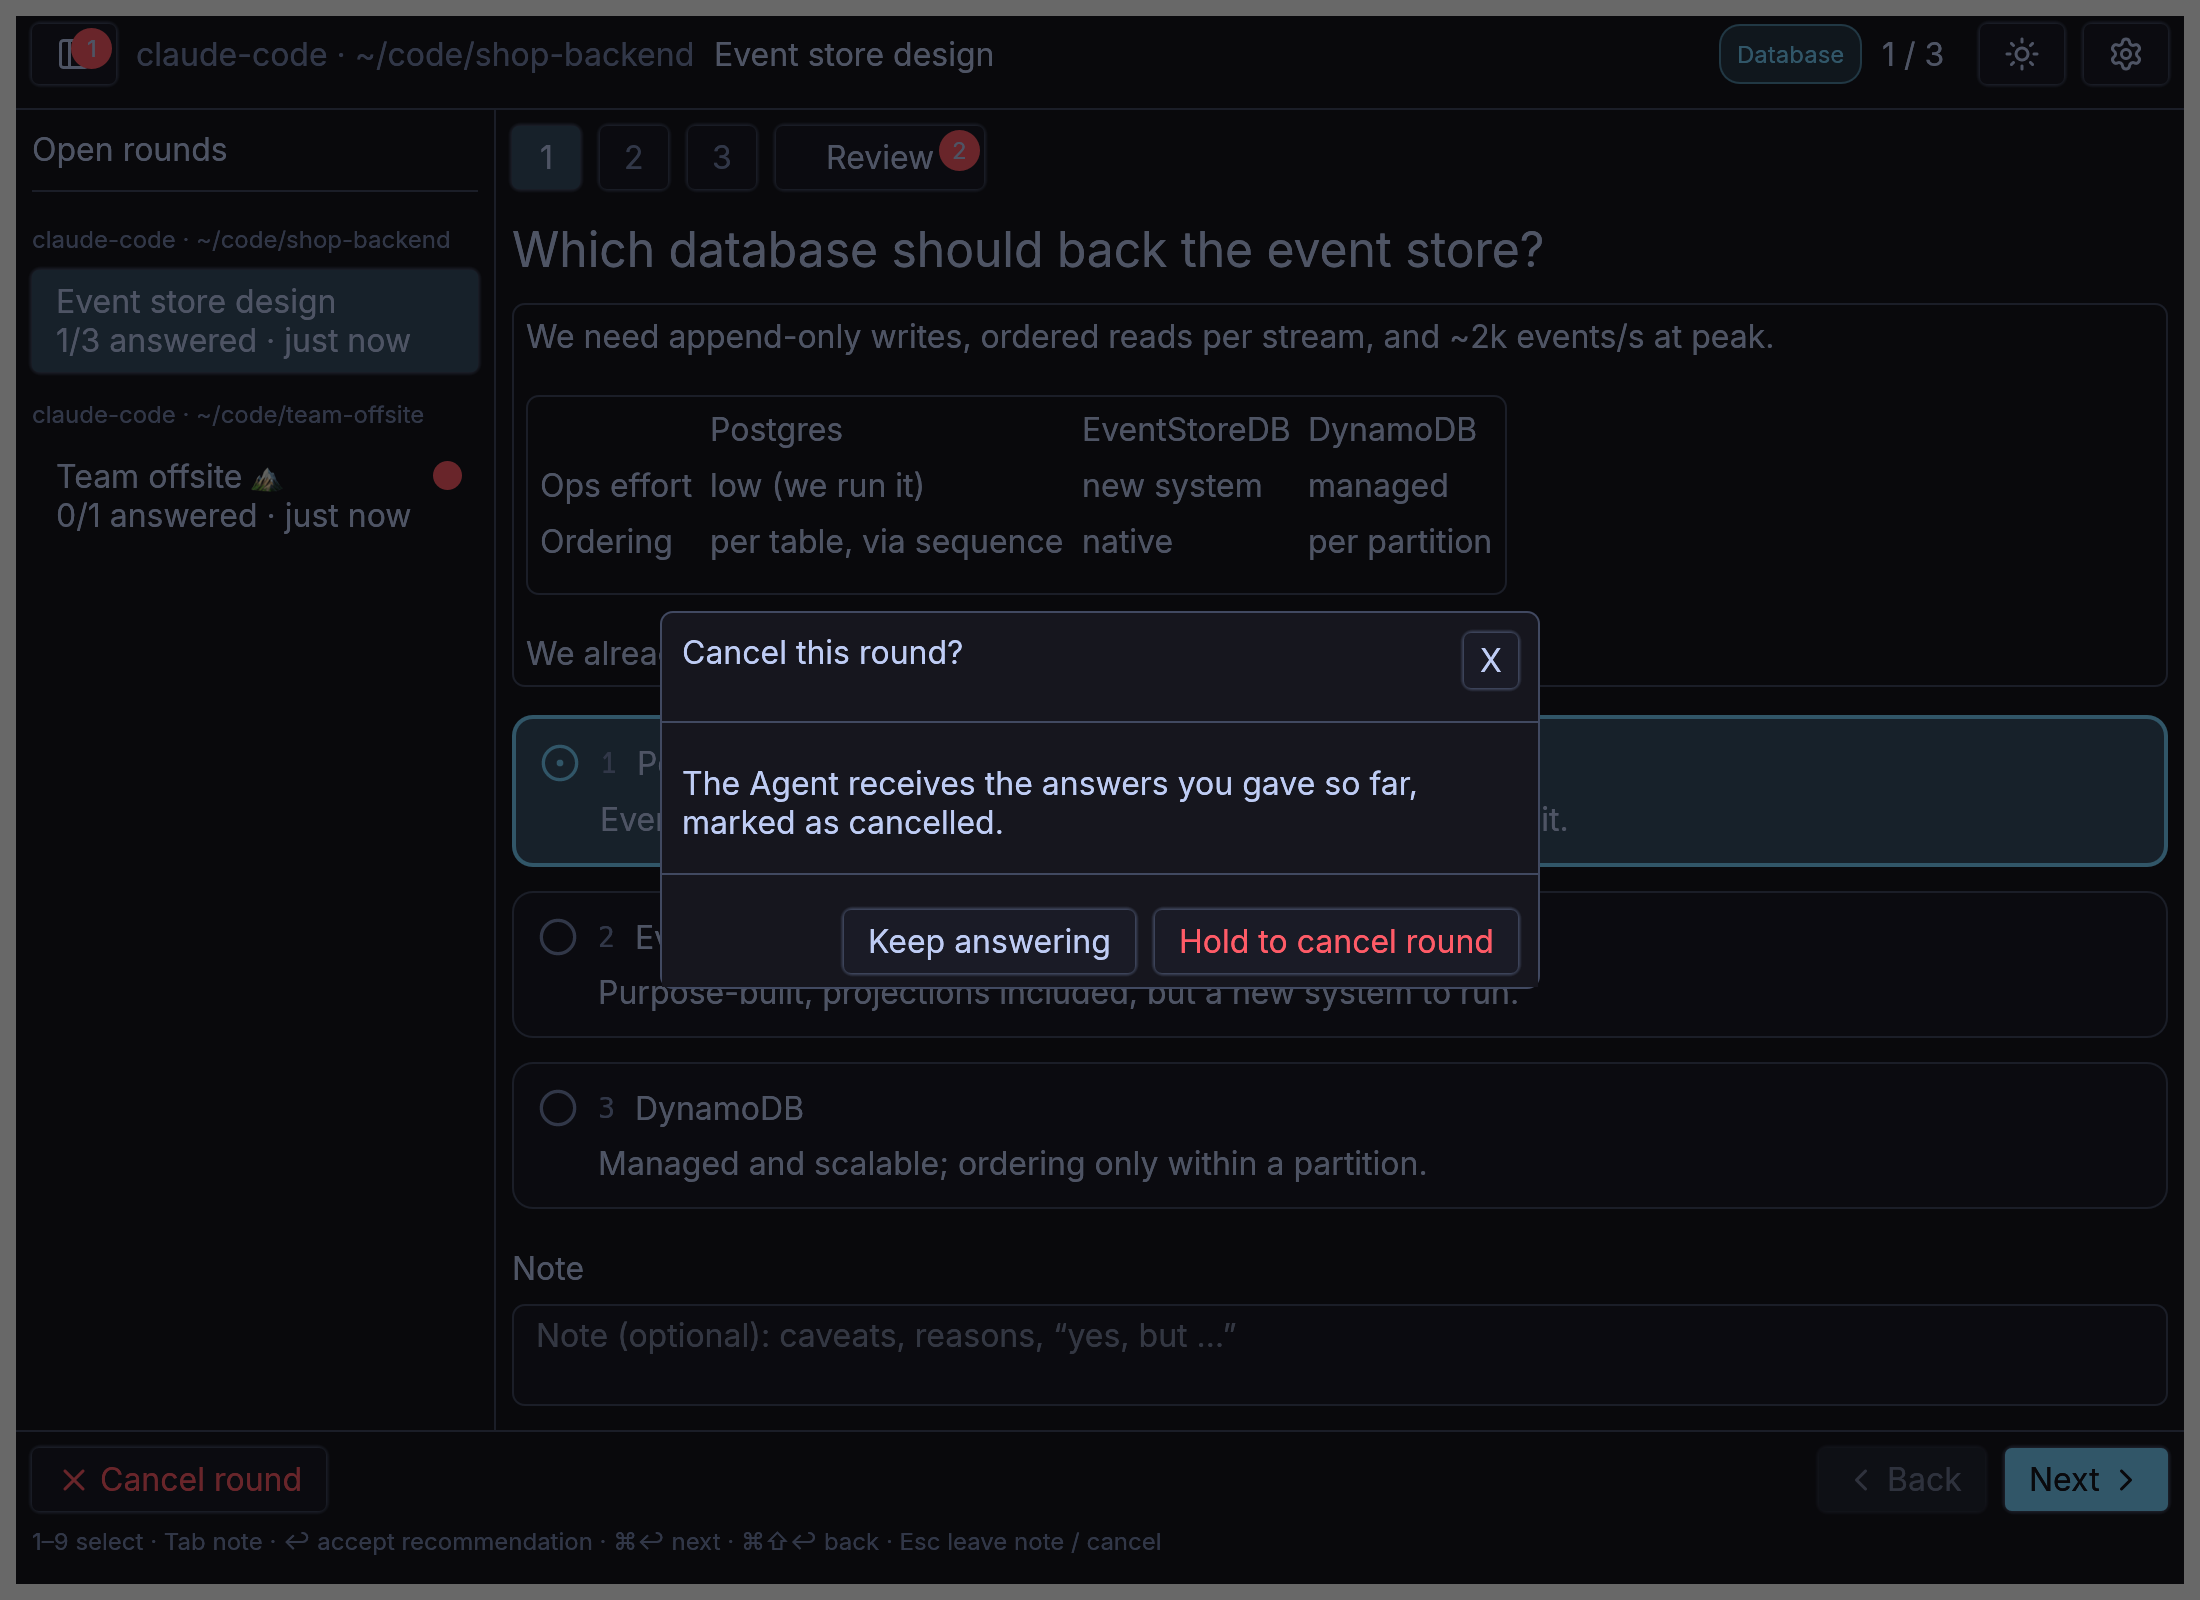 1
claude-code · ~/code/shop-backend Event store design
Database
1 / 3
Open rounds
claude-code · ~/code/shop-backend
Event store design
1/3 answered · just now
claude-code · ~/code/team-offsite
Team offsite 🏔️
0/1 answered · just now
1
2
3
Review
2
Which database should back the event store?
We need append-only writes, ordered reads per stream, and ~2k events/s at peak.
Postgres EventStoreDB DynamoDB
Ops effort low (we run it) new system managed
Ordering per table, via sequence native per partition
We
Cancel this round?
X
The Agent receives the answers you gave so far,
marked as cancelled.
Keep answering
Hold to cancel round
1
it.
2
Purpose-built, projections included, but a new system to run.
3 DynamoDB
Managed and scalable; ordering only within a partition.
Note
Note (optional): caveats, reasons, “yes, but …”
Cancel round
Back
Next
1–9 select · Tab note · ↩ accept recommendation · ⌘↩ next · ⌘⇧↩ back · Esc leave note / cancel